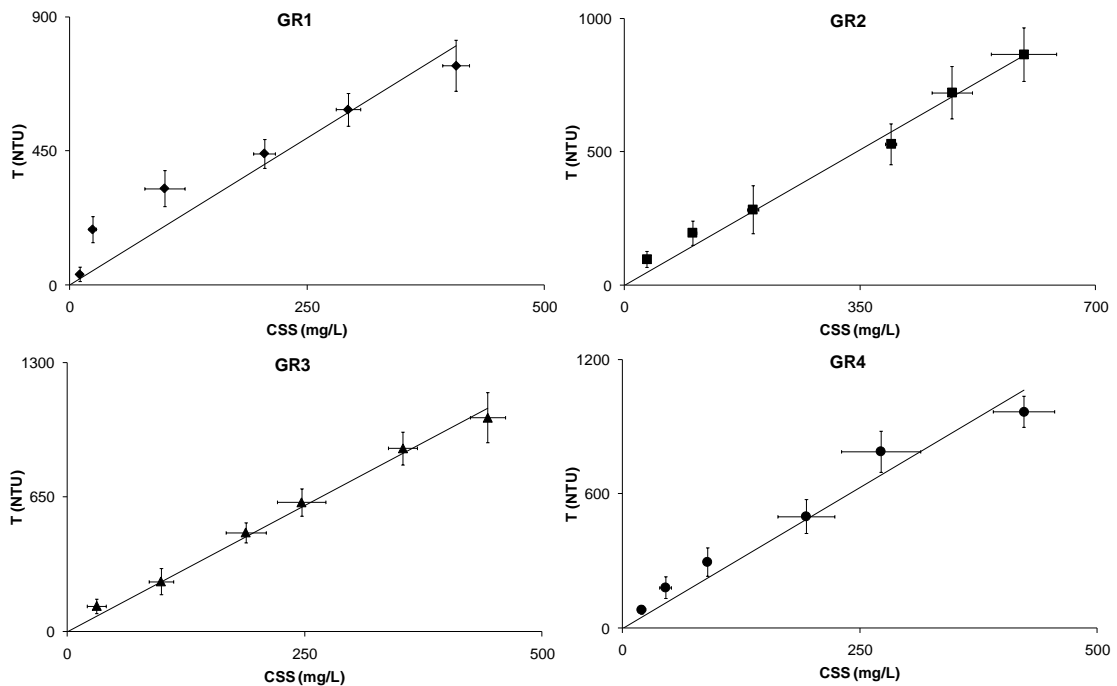 GR1
900
450
0
T (NTU)
0
250
500
CSS (mg/L)
GR2
1000
500
0
T (NTU)
0
350
700
CSS (mg/L)
GR3
1300
650
0
T (NTU)
0
250
500
CSS (mg/L)
GR4
1200
600
0
T (NTU)
0
250
500
CSS (mg/L)